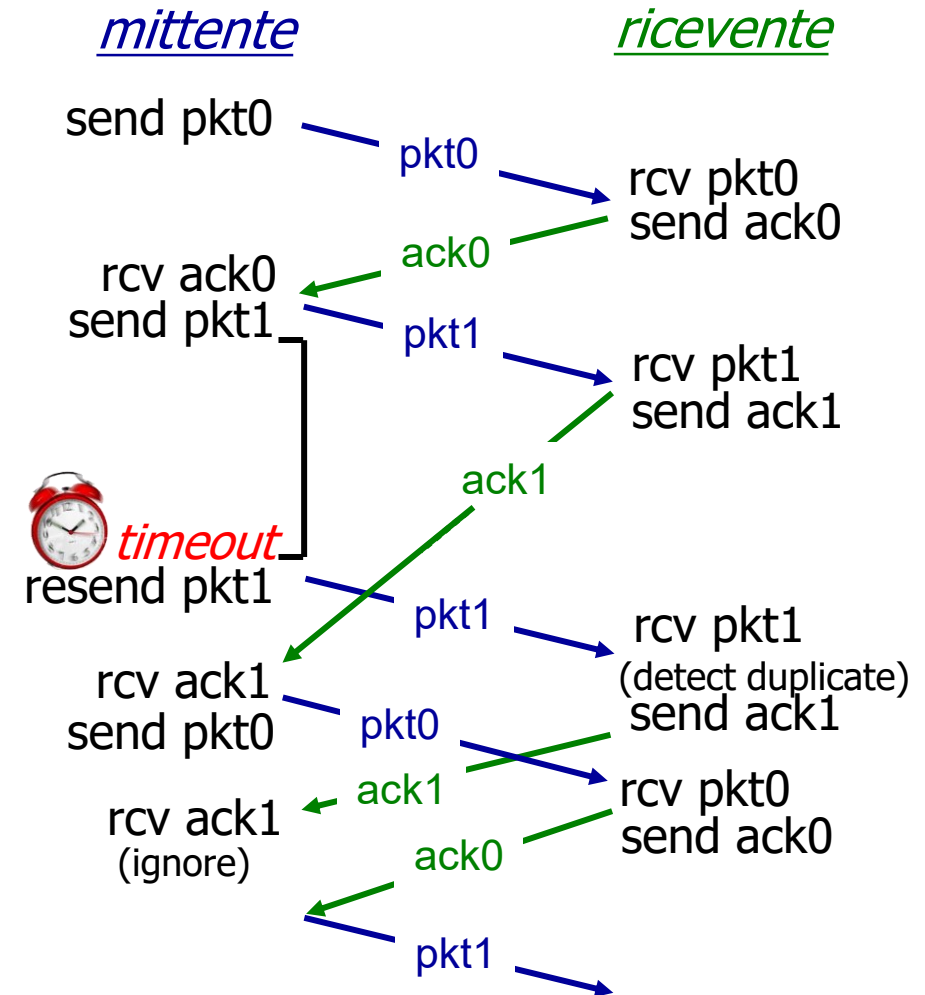 mittente
ricevente
send pkt0
pkt0
rcv pkt0
send ack0
ack0
rcv ack0
send pkt1
pkt1
rcv pkt1
send ack1
ack1
timeout
resend pkt1
pkt1
rcv pkt1
(detect duplicate)
send ack1
rcv ack1
send pkt0
pkt0
ack1
rcv pkt0
send ack0
rcv ack1
(ignore)
ack0
pkt1